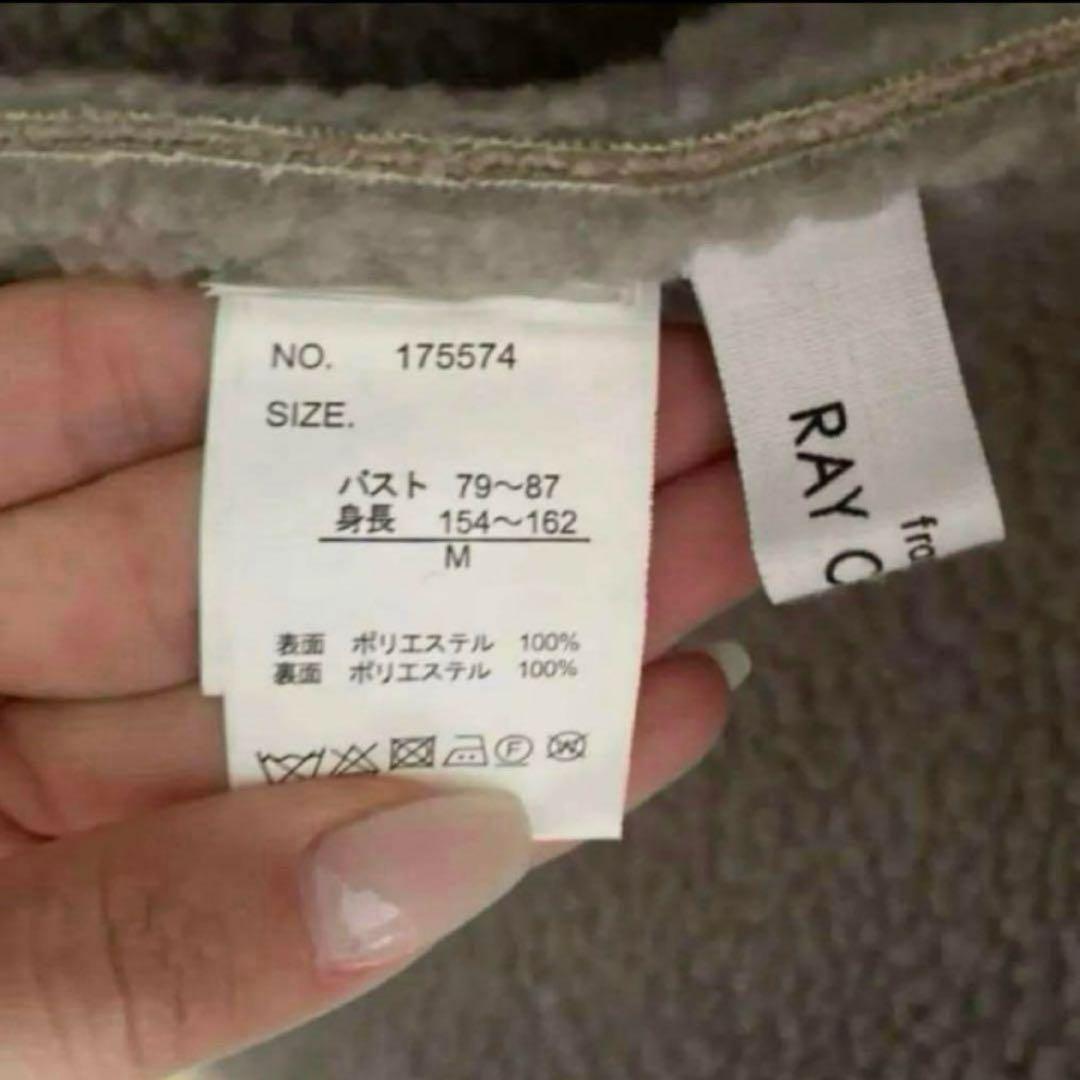 NO. 175574
SIZE.
バスト 79〜87
身長 154〜162
M
表面 ポリエステル 100%
裏面 ポリエステル 100%
F
W
RAY